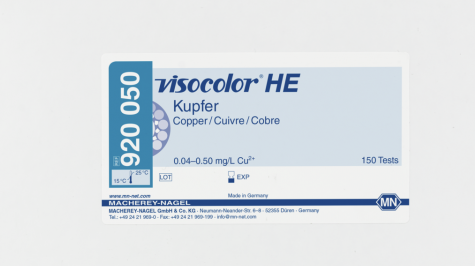 visocolor® HE
Kupfer
Copper / Cuivre / Cobre
REF 920 050
0.04–0.50 mg/L Cu²⁺
150 Tests
15°C
25°C
LOT
EXP
Made in Germany
www.mn-net.com
MACHEREY-NAGEL
MN
MACHEREY-NAGEL GmbH & Co. KG · Neumann-Neander-Str. 6–8 · 52355 Düren · Germany
Tel.: +49 24 21 969-0 · Fax: +49 24 21 969-199 · info@mn-net.com